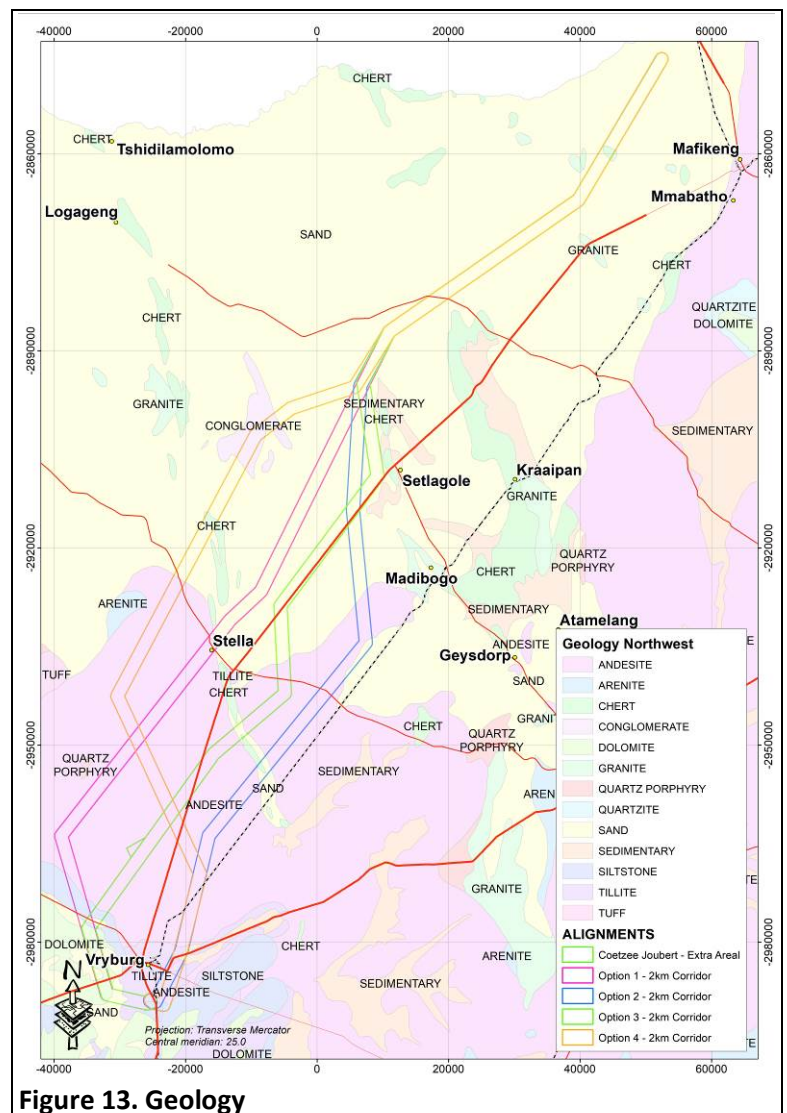 -40000 -20000 0 20000 40000 60000
CHERT
CHERT
Tshidilamolomo
-2860000
-2860000
Mafikeng
Mmabatho
Logageng
SAND
GRANITE
CHERT
CHERT
QUARTZITE
DOLOMITE
-2890000
-2890000
GRANITE
SEDIMENTARY
CHERT
CONGLOMERATE
SEDIMENTARY
Setlagole
Kraaipan
GRANITE
CHERT
-2920000
-2920000
QUARTZ
PORPHYRY
Madibogo
CHERT
ARENITE
SEDIMENTARY
Atamelang
Stella
ANDESITE
Geysdorp
TUFF
TILLITE
CHERT
SAND
GRANI
CHERT
QUARTZ
PORPHYRY
-2950000
-2950000
QUARTZ
PORPHYRY
SEDIMENTARY
SAND
ANDESITE
AREN
GRANITE
TE
-2980000
-2980000
DOLOMITE
CHERT
Vryburg
TILLITE
SILTSTONE
ARENITE
ANDESITE
SEDIMENTARY
SAND
DOLOMITE
N
Projection: Transverse Mercator
Central meridian: 25.0
E
Geology Northwest
ANDESITE
ARENITE
CHERT
CONGLOMERATE
DOLOMITE
GRANITE
QUARTZ PORPHYRY
QUARTZITE
SAND
SEDIMENTARY
SILTSTONE
TILLITE
TUFF
ALIGNMENTS
Coetzee Joubert - Extra Areal
Option 1 - 2km Corridor
Option 2 - 2km Corridor
Option 3 - 2km Corridor
Option 4 - 2km Corridor
-40000 -20000 0 20000 40000 60000
Figure 13. Geology